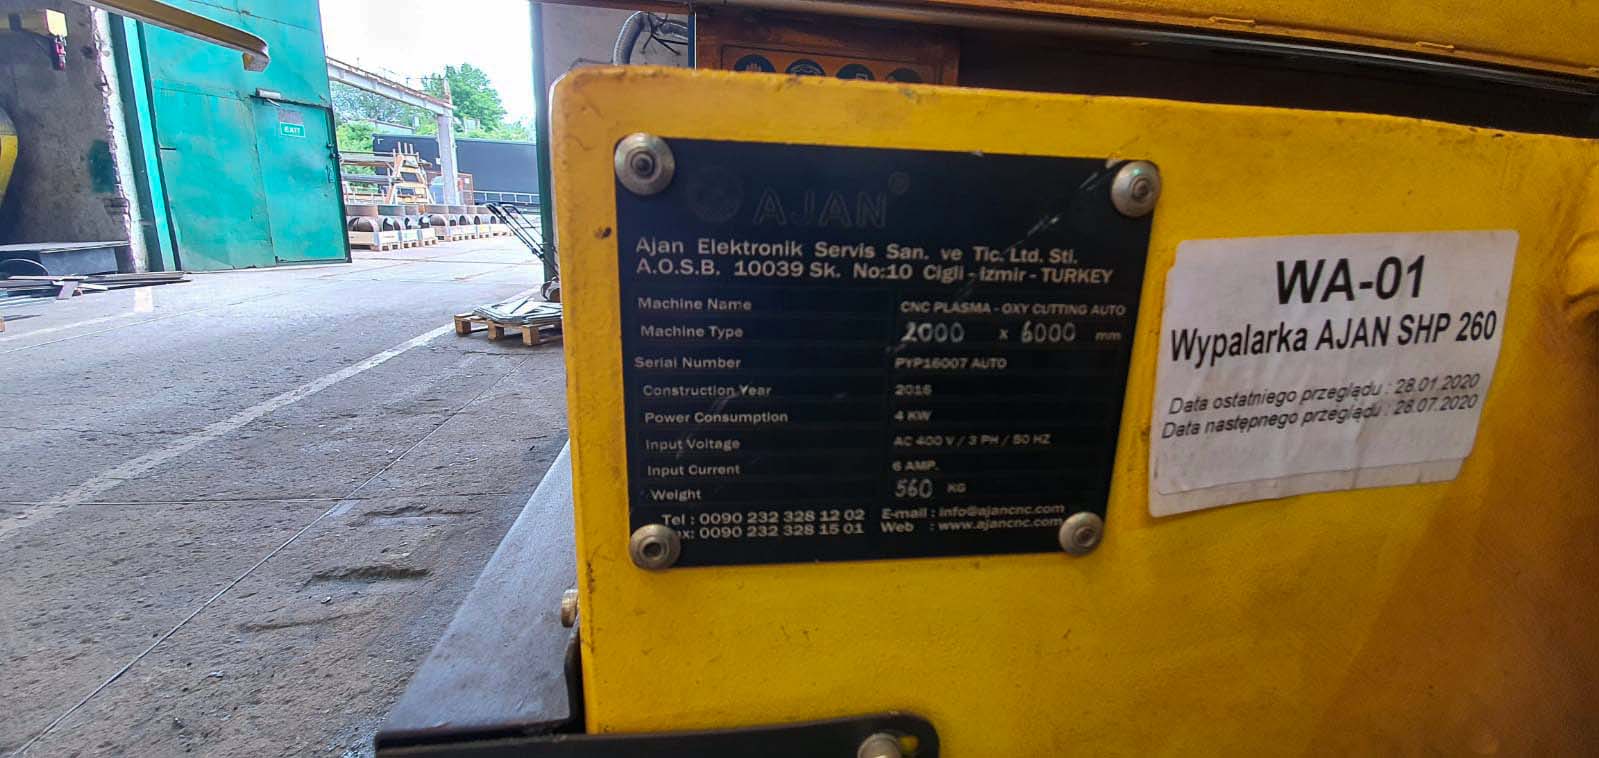 EXIT
AJAN®
Ajan Elektronik Servis San. ve Tic. Ltd. Sti.
A.O.S.B. 10039 Sk. No:10 Cigli - Izmir - TURKEY
Machine Name CNC PLASMA - OXY CUTTING AUTO
Machine Type 2000 x 6000 mm
Serial Number PYP16007 AUTO
Construction Year 2016
Power Consumption 4 KW
Input Voltage AC 400 V / 3 PH / 50 HZ
Input Current 6 AMP.
Weight 560 KG
Tel : 0090 232 328 12 02 E-mail : info@ajancnc.com
ax: 0090 232 328 15 01 Web : www.ajancnc.com
WA-01
Wypalarka AJAN SHP 260
Data ostatniego przeglądu : 28.01.2020
Data następnego przeglądu : 28.07.2020